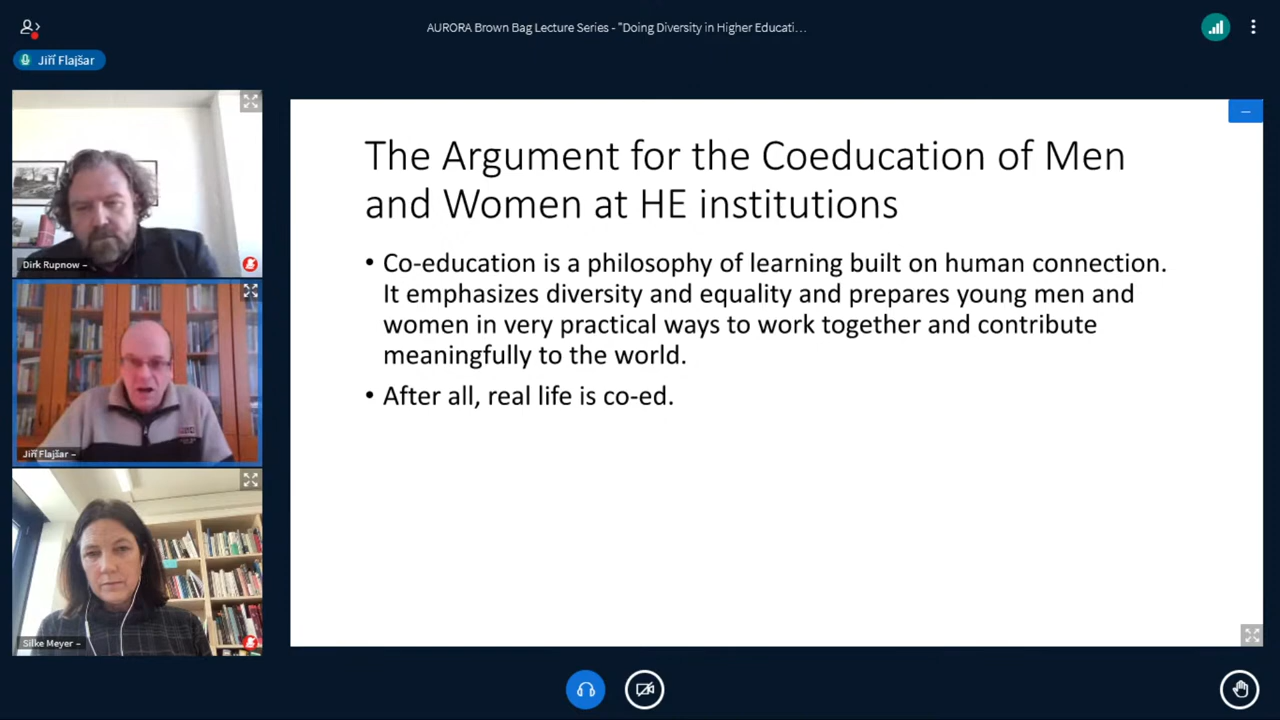 AURORA Brown Bag Lecture Series - "Doing Diversity in Higher Educati…
Jiří Flajšar
Dirk Rupnow –
Jiří Flajšar –
Silke Meyer –
The Argument for the Coeducation of Men
and Women at HE institutions
• Co-education is a philosophy of learning built on human connection.
It emphasizes diversity and equality and prepares young men and
women in very practical ways to work together and contribute
meaningfully to the world.
• After all, real life is co-ed.